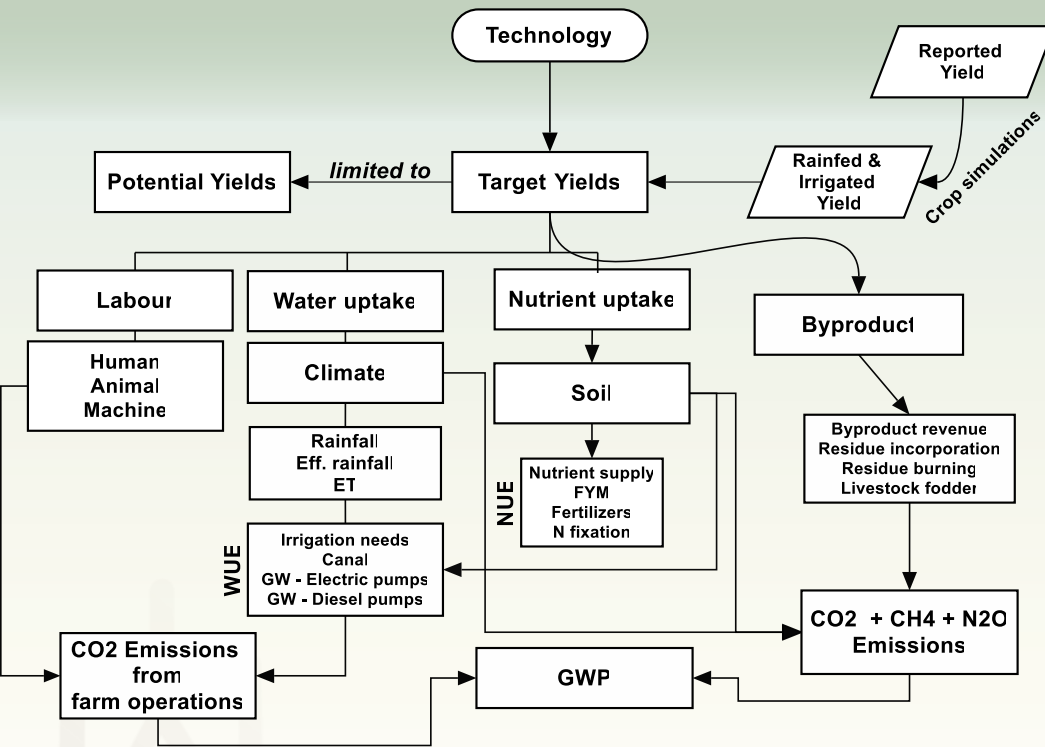 Technology
Reported
Yield
Crop simulations
Potential Yields
limited to
Target Yields
Rainfed &
Irrigated
Yield
Labour
Water uptake
Nutrient uptake
Byproduct
Human
Animal
Machine
Climate
Soil
Rainfall
Eff. rainfall
ET
NUE
Nutrient supply
FYM
Fertilizers
N fixation
Byproduct revenue
Residue incorporation
Residue burning
Livestock fodder
WUE
Irrigation needs
Canal
GW - Electric pumps
GW - Diesel pumps
CO2 Emissions
from
farm operations
GWP
CO2 + CH4 + N2O
Emissions